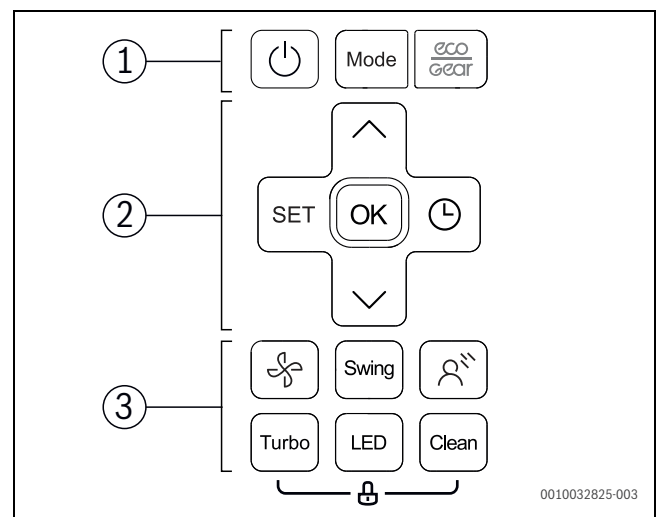 1
Mode
eco
Gear
2
SET OK
3
Swing
Turbo LED Clean
0010032825-003